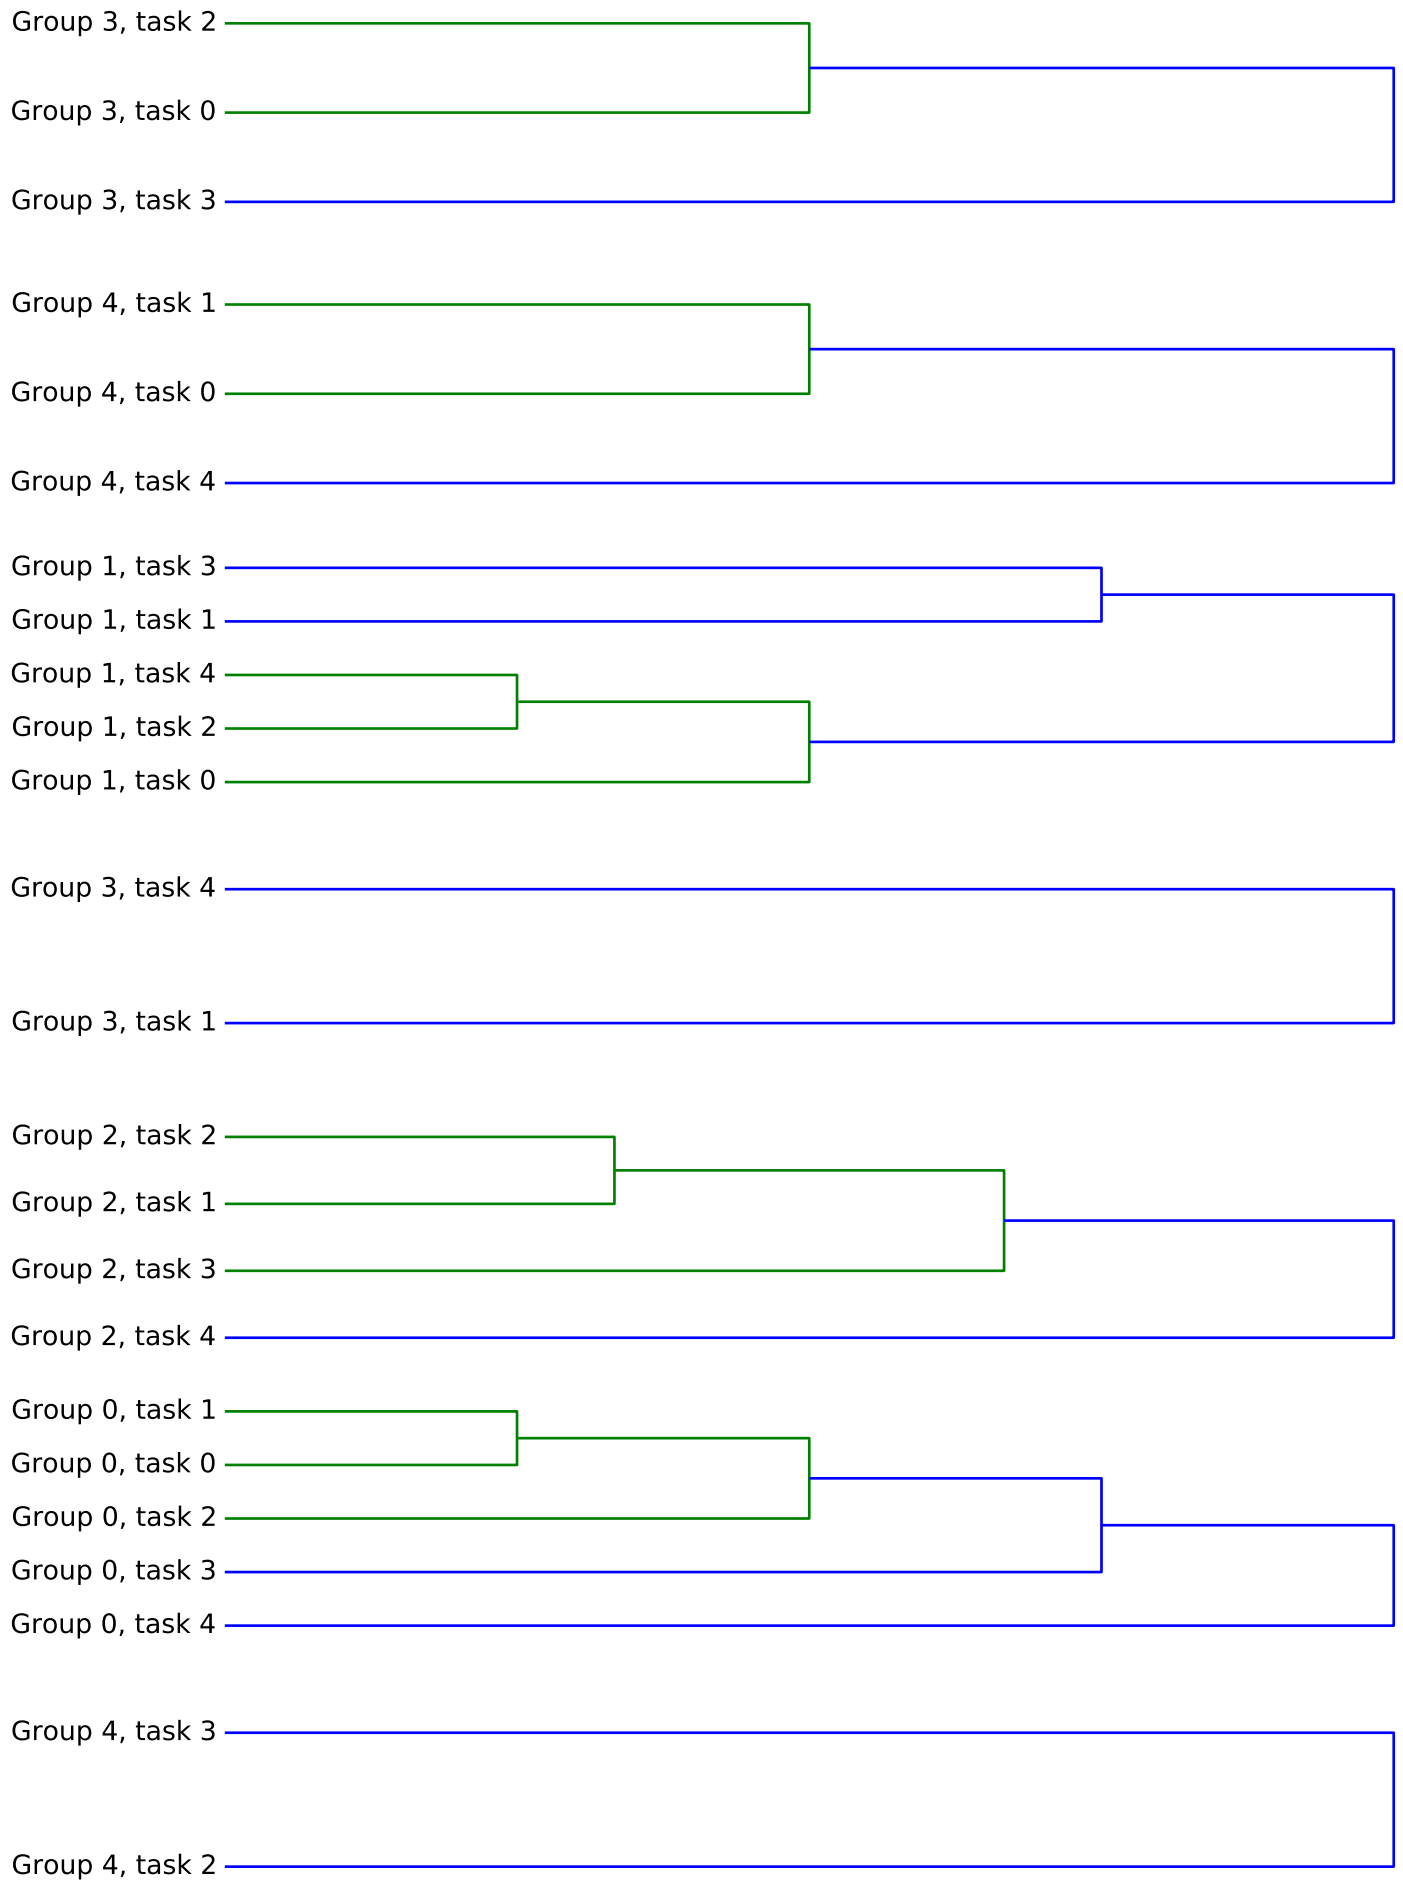 Group 3, task 2
Group 3, task 0
Group 3, task 3
Group 4, task 1
Group 4, task 0
Group 4, task 4
Group 1, task 3
Group 1, task 1
Group 1, task 4
Group 1, task 2
Group 1, task 0
Group 3, task 4
Group 3, task 1
Group 2, task 2
Group 2, task 1
Group 2, task 3
Group 2, task 4
Group 0, task 1
Group 0, task 0
Group 0, task 2
Group 0, task 3
Group 0, task 4
Group 4, task 3
Group 4, task 2